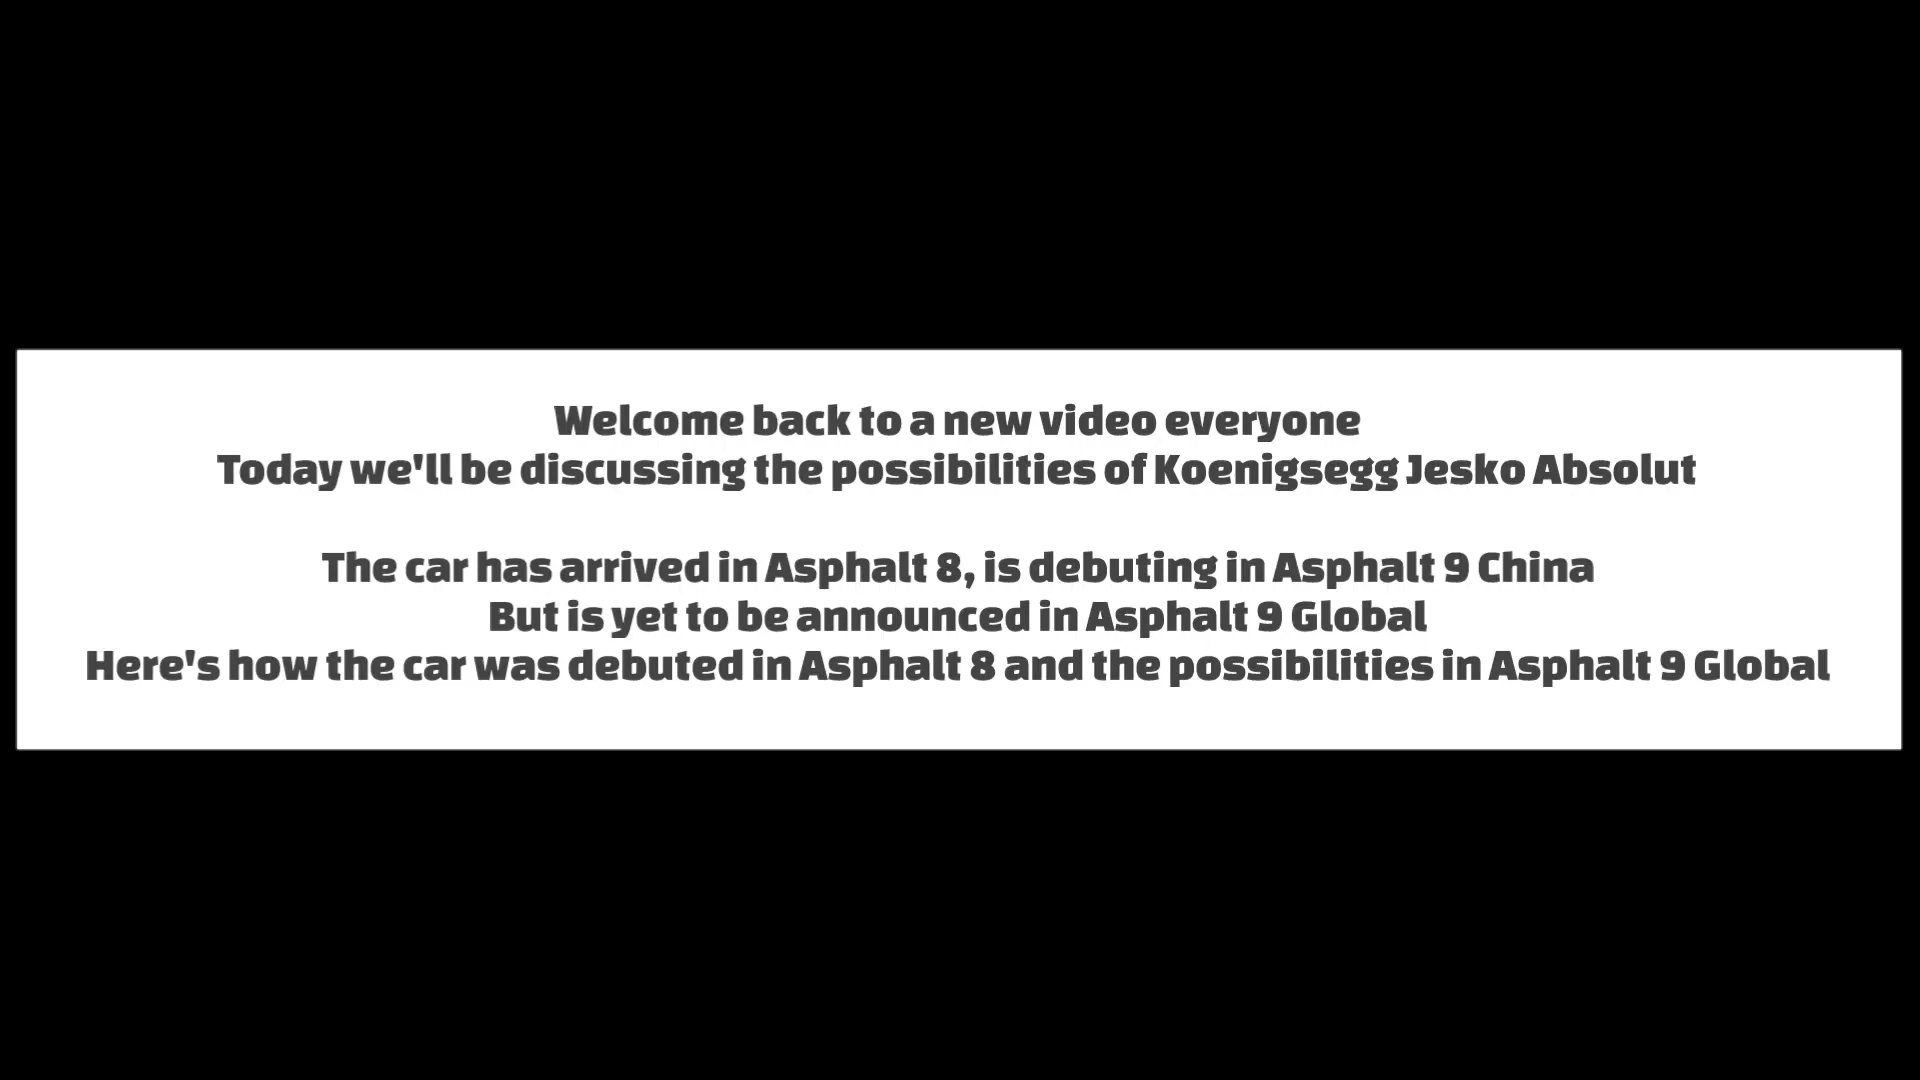 Welcome back to a new video everyone
Today we'll be discussing the possibilities of Koenigsegg Jesko Absolut
The car has arrived in Asphalt 8, is debuting in Asphalt 9 China
But is yet to be announced in Asphalt 9 Global
Here's how the car was debuted in Asphalt 8 and the possibilities in Asphalt 9 Global